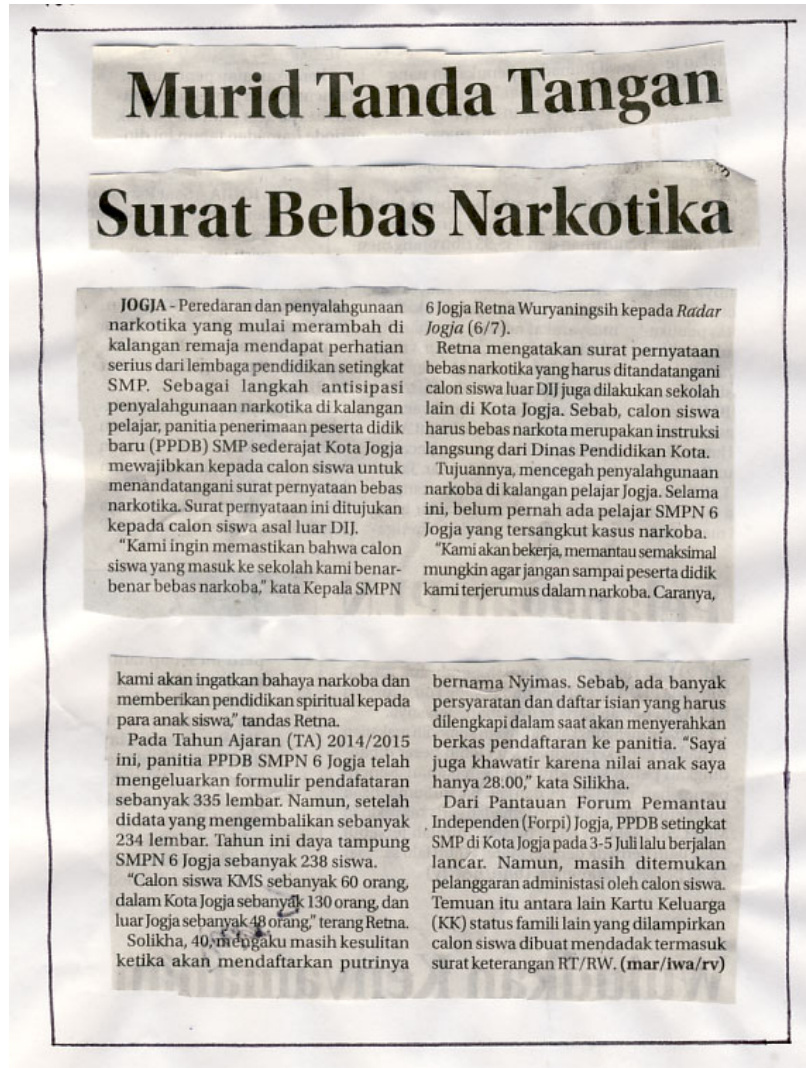 Murid Tanda Tangan
Surat Bebas Narkotika
JOGJA - Peredaran dan penyalahgunaan
narkotika yang mulai merambah di
kalangan remaja mendapat perhatian
serius dari lembaga pendidikan setingkat
SMP. Sebagai langkah antisipasi
penyalahgunaan narkotika di kalangan
pelajar, panitia penerimaan peserta didik
baru (PPDB) SMP sederajat Kota Jogja
mewajibkan kepada calon siswa untuk
menandatangani surat pernyataan bebas
narkotika. Surat pernyataan ini ditujukan
kepada calon siswa asal luar DIJ.
“Kami ingin memastikan bahwa calon
siswa yang masuk ke sekolah kami benar-
benar bebas narkoba,” kata Kepala SMPN
6 Jogja Retna Wuryaningsih kepada Radar
Jogja (6/7).
Retna mengatakan surat pernyataan
bebas narkotika yang harus ditandatangani
calon siswa luar DIJ juga dilakukan sekolah
lain di Kota Jogja. Sebab, calon siswa
harus bebas narkota merupakan instruksi
langsung dari Dinas Pendidikan Kota.
Tujuannya, mencegah penyalahgunaan
narkoba di kalangan pelajar Jogja. Selama
ini, belum pernah ada pelajar SMPN 6
Jogja yang tersangkut kasus narkoba.
“Kami akan bekerja, memantau semaksimal
mungkin agar jangan sampai peserta didik
kami terjerumus dalam narkoba. Caranya,
kami akan ingatkan bahaya narkoba dan
memberikan pendidikan spiritual kepada
para anak siswa,” tandas Retna.
Pada Tahun Ajaran (TA) 2014/2015
ini, panitia PPDB SMPN 6 Jogja telah
mengeluarkan formulir pendafataran
sebanyak 335 lembar. Namun, setelah
didata yang mengembalikan sebanyak
234 lembar. Tahun ini daya tampung
SMPN 6 Jogja sebanyak 238 siswa.
“Calon siswa KMS sebanyak 60 orang,
dalam Kota Jogja sebanyak 130 orang, dan
luar Jogja sebanyak 48 orang,” terang Retna.
Solikha, 40, mengaku masih kesulitan
ketika akan mendaftarkan putrinya
bernama Nyimas. Sebab, ada banyak
persyaratan dan daftar isian yang harus
dilengkapi dalam saat akan menyerahkan
berkas pendaftaran ke panitia. “Saya
juga khawatir karena nilai anak saya
hanya 28.00,” kata Silikha.
Dari Pantauan Forum Pemantau
Independen (Forpi) Jogja, PPDB setingkat
SMP di Kota Jogja pada 3-5 Juli lalu berjalan
lancar. Namun, masih ditemukan
pelanggaran administasi oleh calon siswa.
Temuan itu antara lain Kartu Keluarga
(KK) status famili lain yang dilampirkan
calon siswa dibuat mendadak termasuk
surat keterangan RT/RW. (mar/iwa/rv)